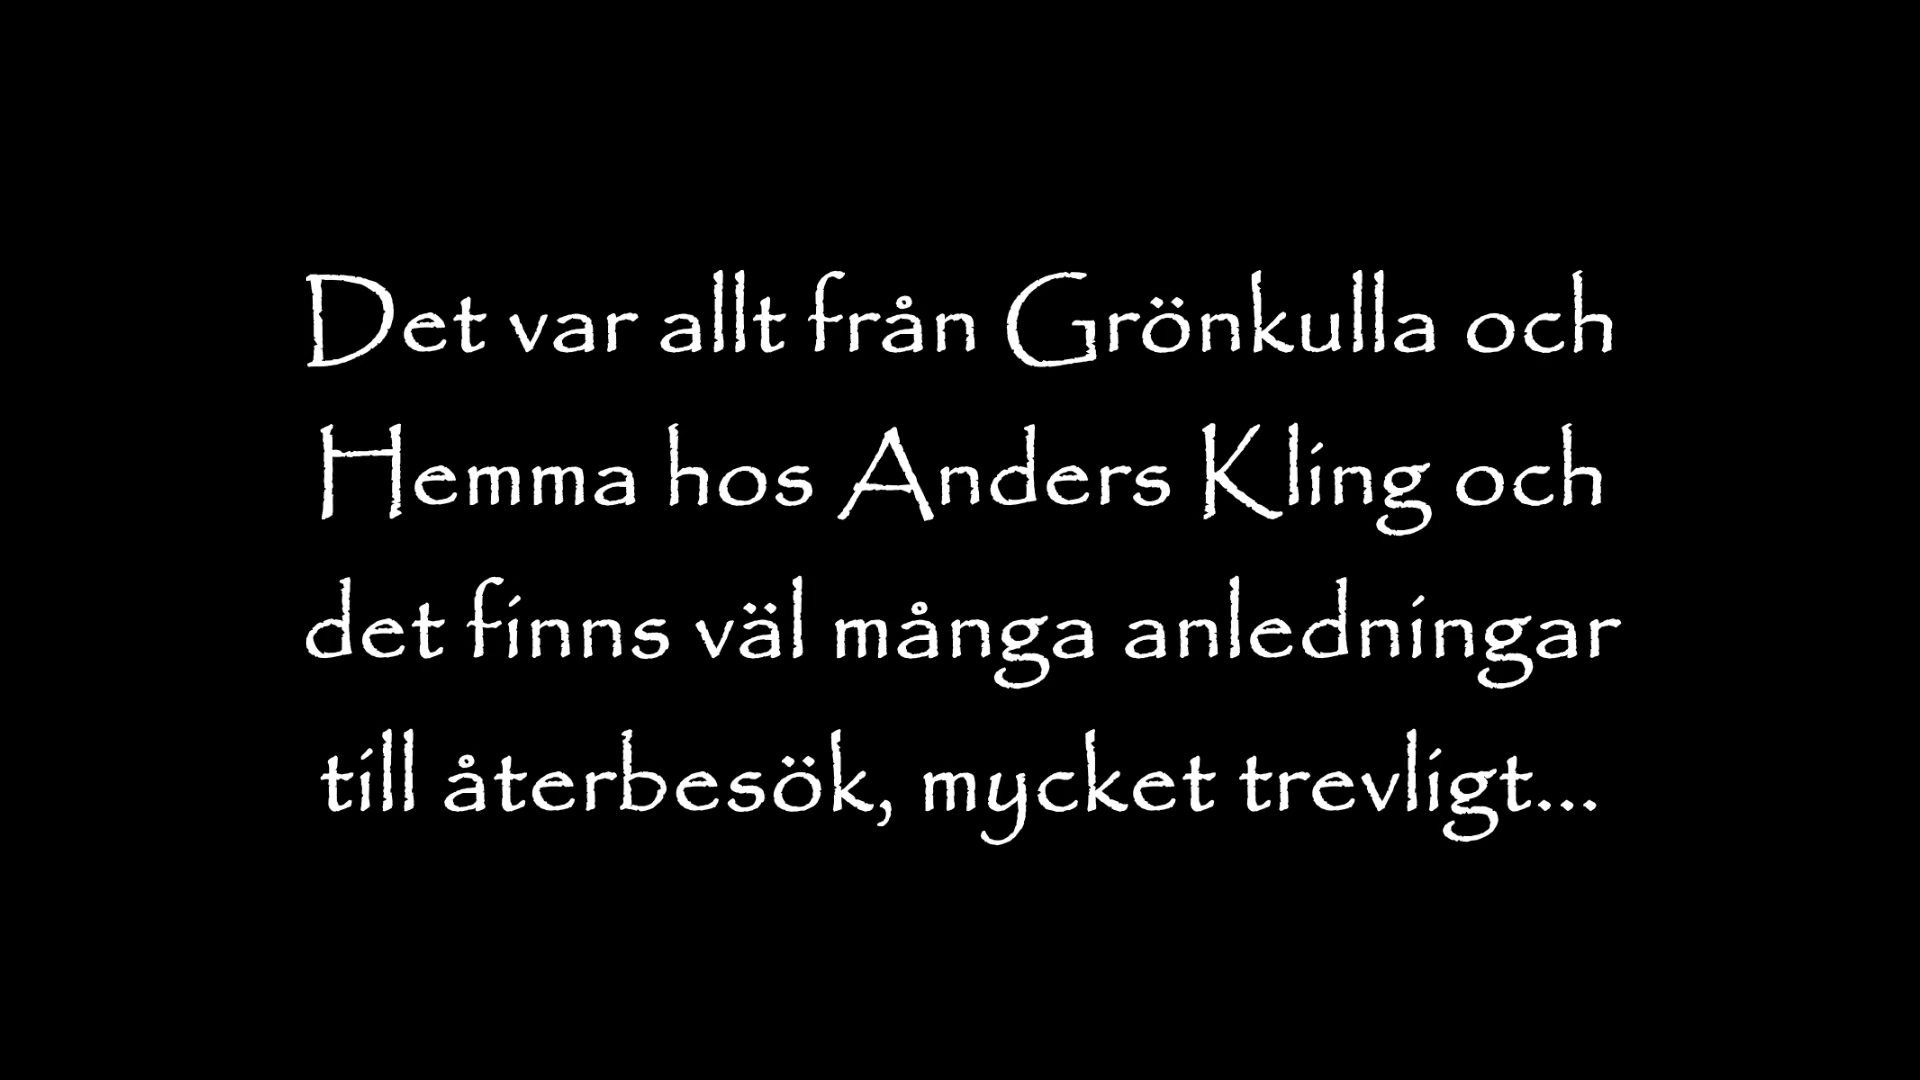 Det var allt från Grönkulla och
Hemma hos Anders Kling och
det finns väl många anledningar
till återbesök, mycket trevligt...